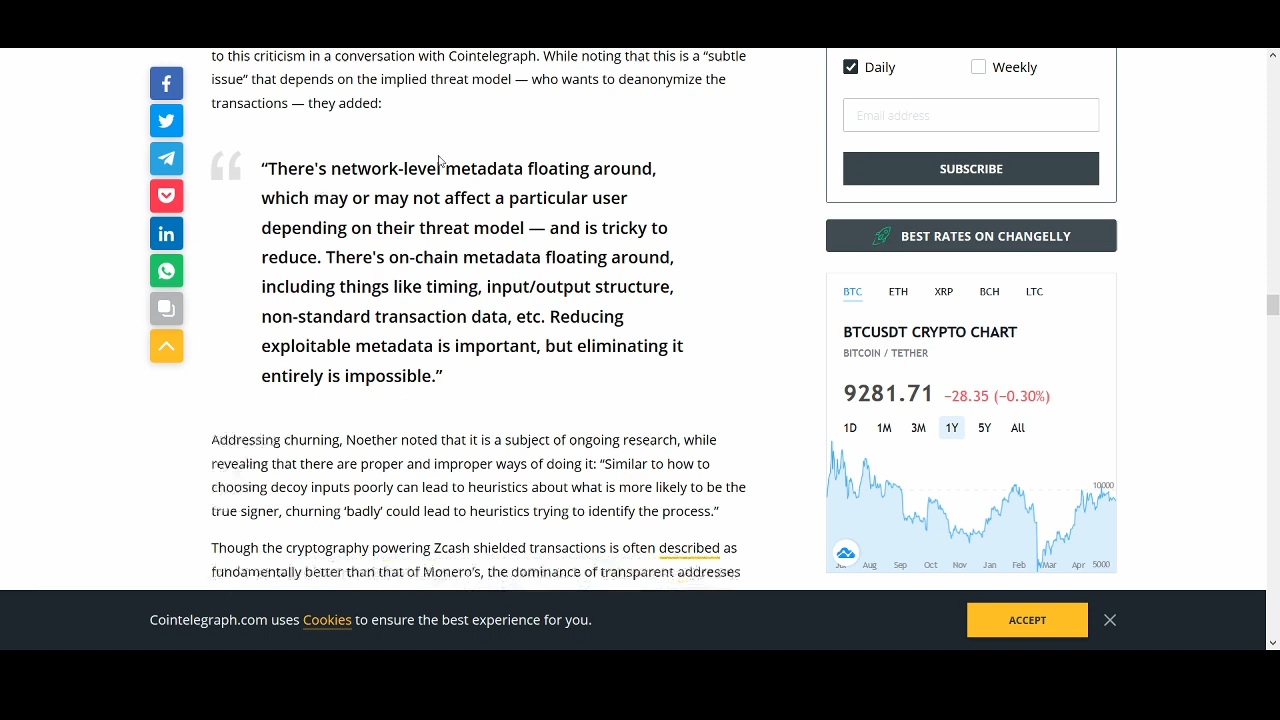 to this criticism in a conversation with Cointelegraph. While noting that this is a “subtle
issue” that depends on the implied threat model — who wants to deanonymize the
transactions — they added:
“There's network-level metadata floating around,
which may or may not affect a particular user
depending on their threat model — and is tricky to
reduce. There's on-chain metadata floating around,
including things like timing, input/output structure,
non-standard transaction data, etc. Reducing
exploitable metadata is important, but eliminating it
entirely is impossible.”
Addressing churning, Noether noted that it is a subject of ongoing research, while
revealing that there are proper and improper ways of doing it: “Similar to how to
choosing decoy inputs poorly can lead to heuristics about what is more likely to be the
true signer, churning ‘badly’ could lead to heuristics trying to identify the process.”
Though the cryptography powering Zcash shielded transactions is often described as
fundamentally better than that of Monero’s, the dominance of transparent addresses
Daily Weekly
Email address
SUBSCRIBE
BEST RATES ON CHANGELLY
BTC ETH XRP BCH LTC
BTCUSDT CRYPTO CHART
BITCOIN / TETHER
9281.71 −28.35 (−0.30%)
1D 1M 3M 1Y 5Y All
10000
Jul Aug Sep Oct Nov Jan Feb Mar Apr 5000
Cointelegraph.com uses Cookies to ensure the best experience for you.
ACCEPT